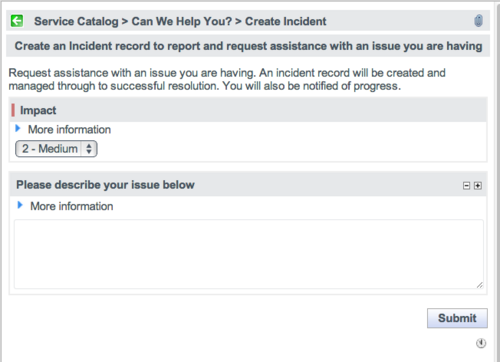 Service Catalog > Can We Help You? > Create Incident
Create an Incident record to report and request assistance with an issue you are having
Request assistance with an issue you are having. An incident record will be created and
managed through to successful resolution. You will also be notified of progress.
Impact
More information
2 - Medium
Please describe your issue below
More information
Submit